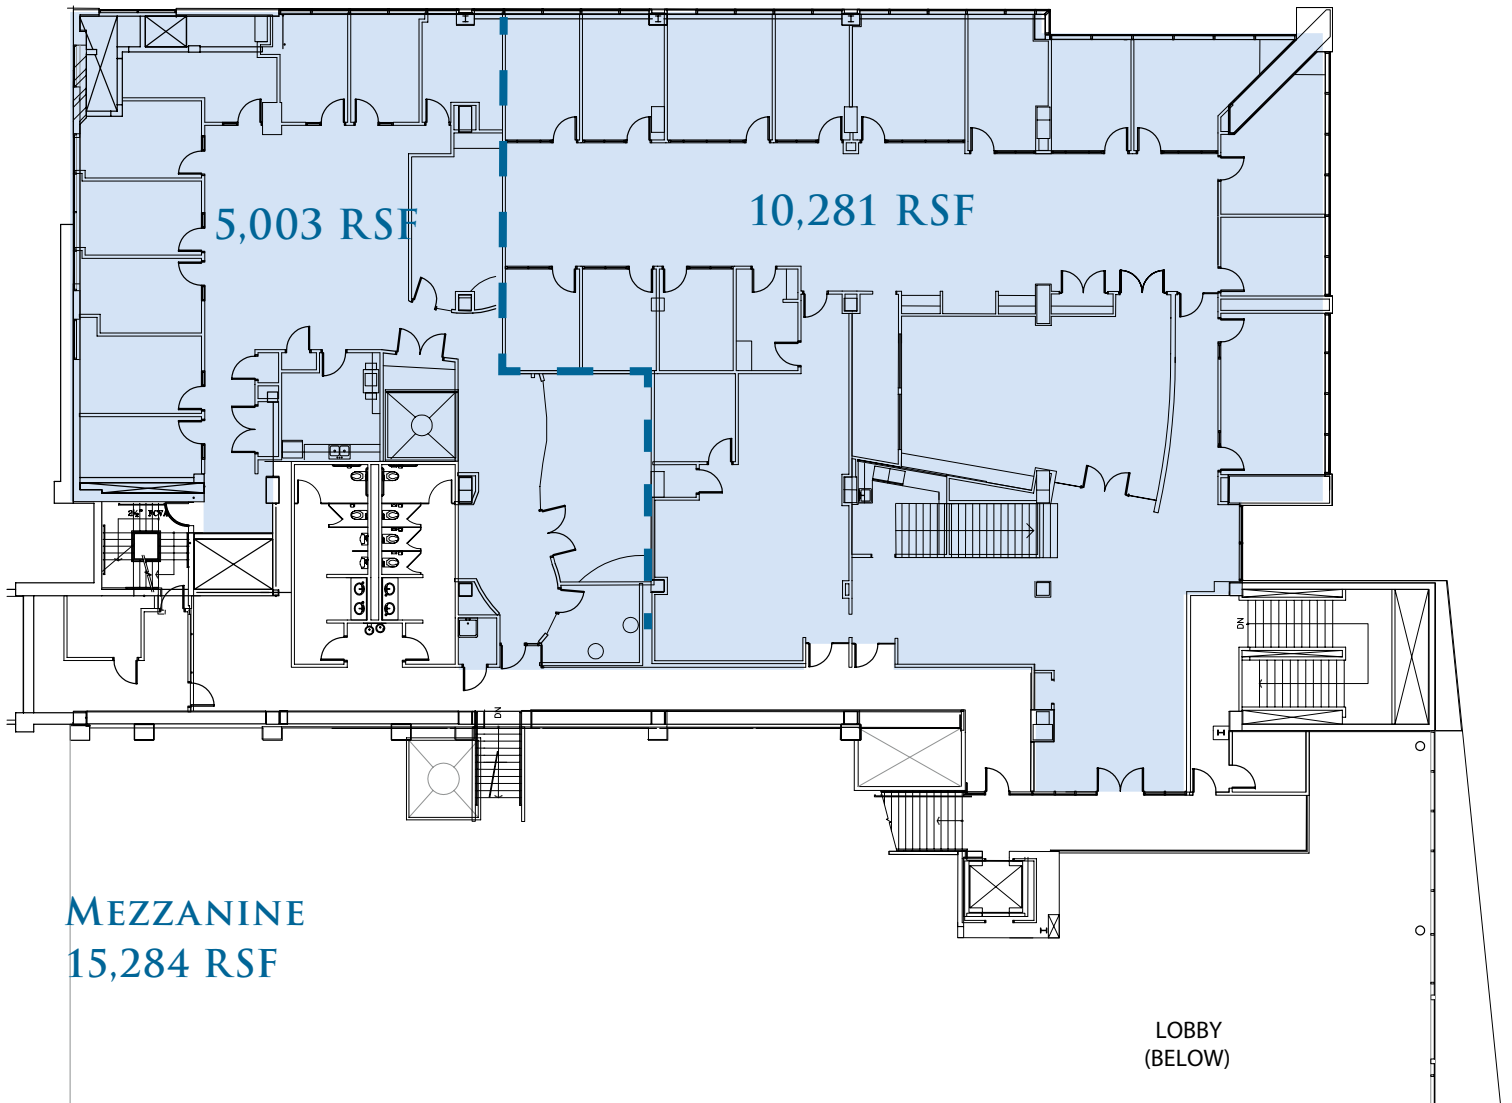 5,003 RSF
10,281 RSF
DN
DN
MEZZANINE
15,284 RSF
LOBBY
(BELOW)